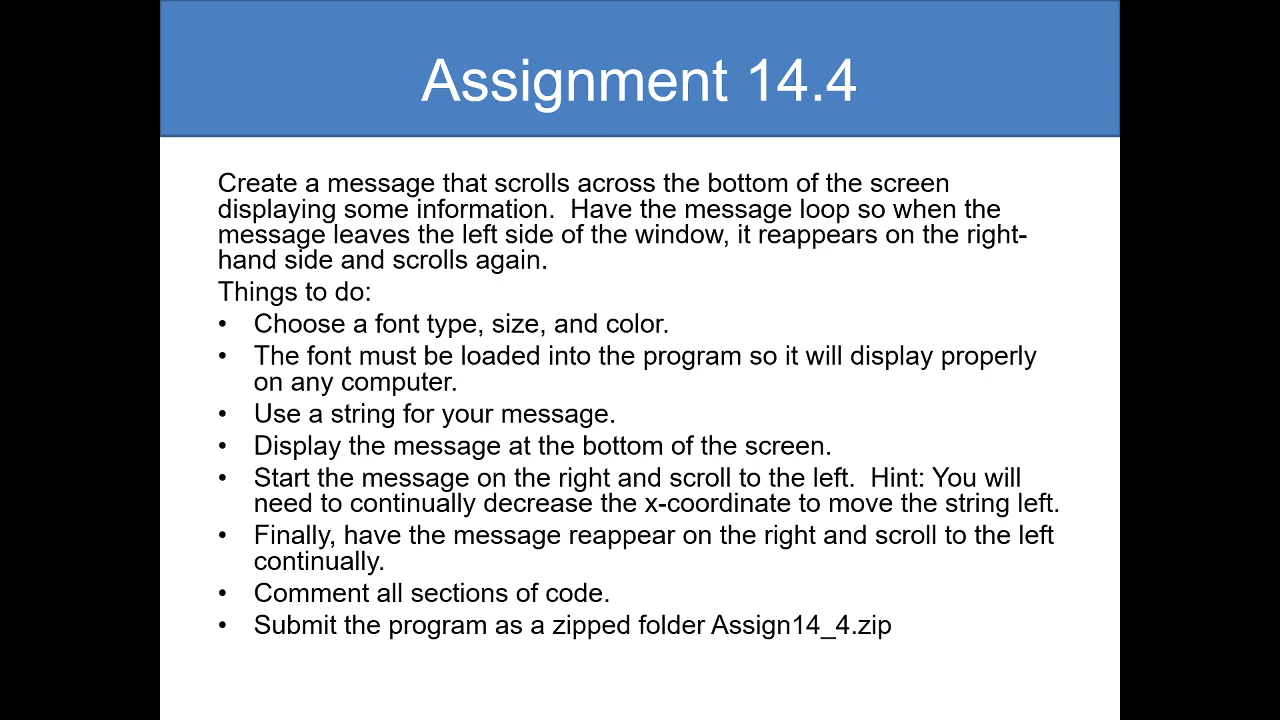 Assignment 14.4
Create a message that scrolls across the bottom of the screen
displaying some information.  Have the message loop so when the
message leaves the left side of the window, it reappears on the right-
hand side and scrolls again.
Things to do:
• Choose a font type, size, and color.
• The font must be loaded into the program so it will display properly
on any computer.
• Use a string for your message.
• Display the message at the bottom of the screen.
• Start the message on the right and scroll to the left.  Hint: You will
need to continually decrease the x-coordinate to move the string left.
• Finally, have the message reappear on the right and scroll to the left
continually.
• Comment all sections of code.
• Submit the program as a zipped folder Assign14_4.zip